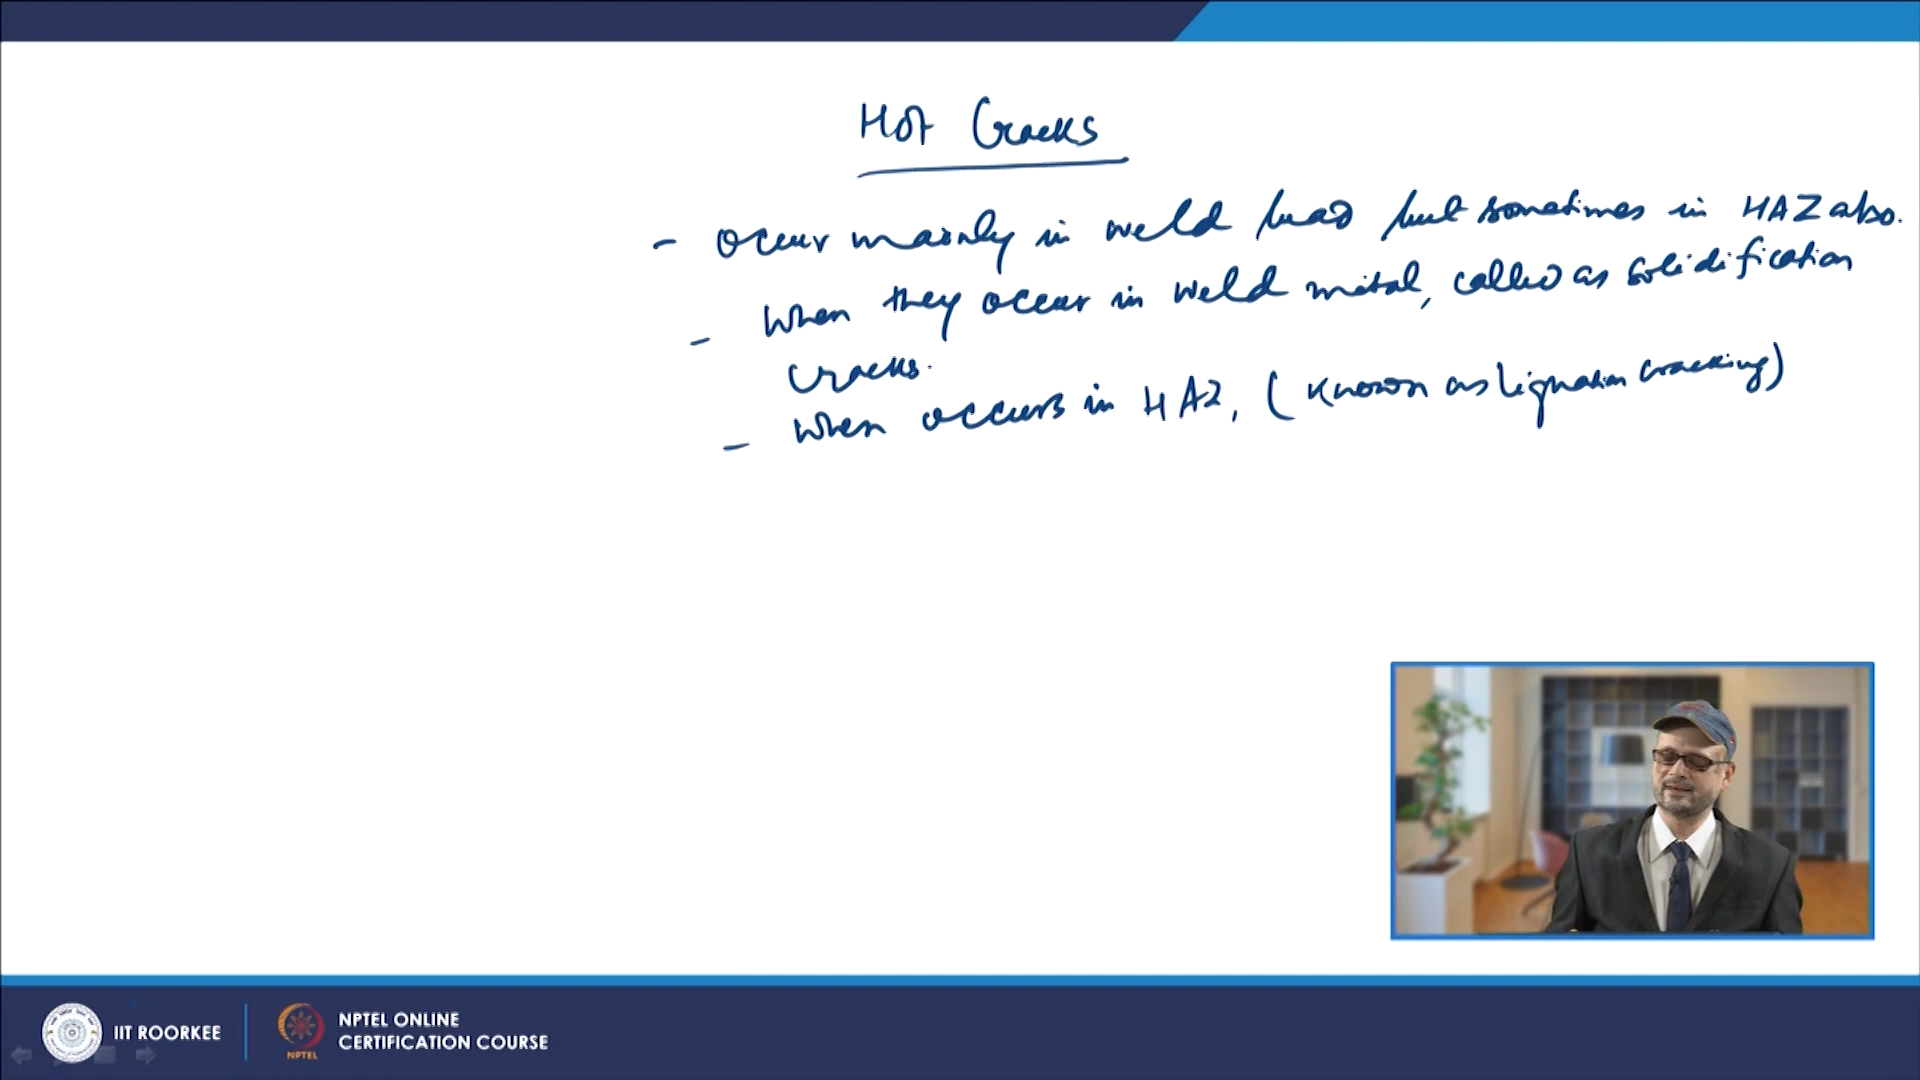 Hot Cracks
- Occur mainly in weld bead but sometimes in HAZ also.
- When they occur in weld metal, called as solidification
cracks.
- When occurs in HAZ, (known as liquation cracking)
IIT ROORKEE
NPTEL
NPTEL ONLINE
CERTIFICATION COURSE